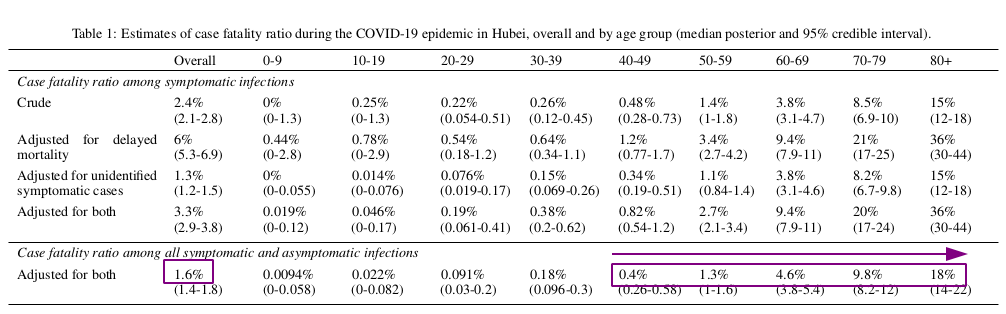 Table 1: Estimates of case fatality ratio during the COVID-19 epidemic in Hubei, overall and by age group (median posterior and 95% credible interval).
Overall 0-9 10-19 20-29 30-39 40-49 50-59 60-69 70-79 80+
Case fatality ratio among symptomatic infections
Crude 2.4% 0% 0.25% 0.22% 0.26% 0.48% 1.4% 3.8% 8.5% 15%
(2.1-2.8) (0-1.3) (0-1.3) (0.054-0.51) (0.12-0.45) (0.28-0.73) (1-1.8) (3.1-4.7) (6.9-10) (12-18)
Adjusted for delayed 6% 0.44% 0.78% 0.54% 0.64% 1.2% 3.4% 9.4% 21% 36%
mortality (5.3-6.9) (0-2.8) (0-2.9) (0.18-1.2) (0.34-1.1) (0.77-1.7) (2.7-4.2) (7.9-11) (17-25) (30-44)
Adjusted for unidentified 1.3% 0% 0.014% 0.076% 0.15% 0.34% 1.1% 3.8% 8.2% 15%
symptomatic cases (1.2-1.5) (0-0.055) (0-0.076) (0.019-0.17) (0.069-0.26) (0.19-0.51) (0.84-1.4) (3.1-4.6) (6.7-9.8) (12-18)
Adjusted for both 3.3% 0.019% 0.046% 0.19% 0.38% 0.82% 2.7% 9.4% 20% 36%
(2.9-3.8) (0-0.12) (0-0.17) (0.061-0.41) (0.2-0.62) (0.54-1.2) (2.1-3.4) (7.9-11) (17-24) (30-44)
Case fatality ratio among all symptomatic and asymptomatic infections
Adjusted for both 1.6% 0.0094% 0.022% 0.091% 0.18% 0.4% 1.3% 4.6% 9.8% 18%
(1.4-1.8) (0-0.058) (0-0.082) (0.03-0.2) (0.096-0.3) (0.26-0.58) (1-1.6) (3.8-5.4) (8.2-12) (14-22)